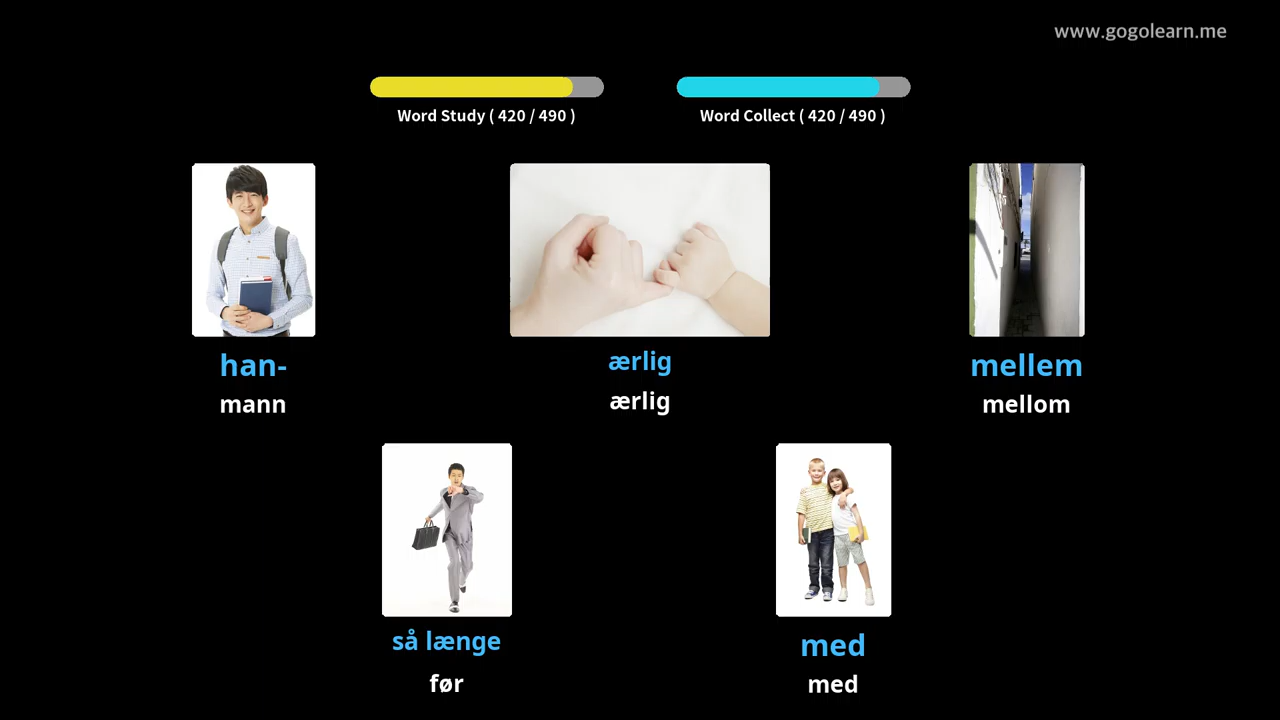 www.gogolearn.me
Word Study ( 420 / 490 )
Word Collect ( 420 / 490 )
han-
mann
ærlig
ærlig
mellem
mellom
så længe
før
med
med